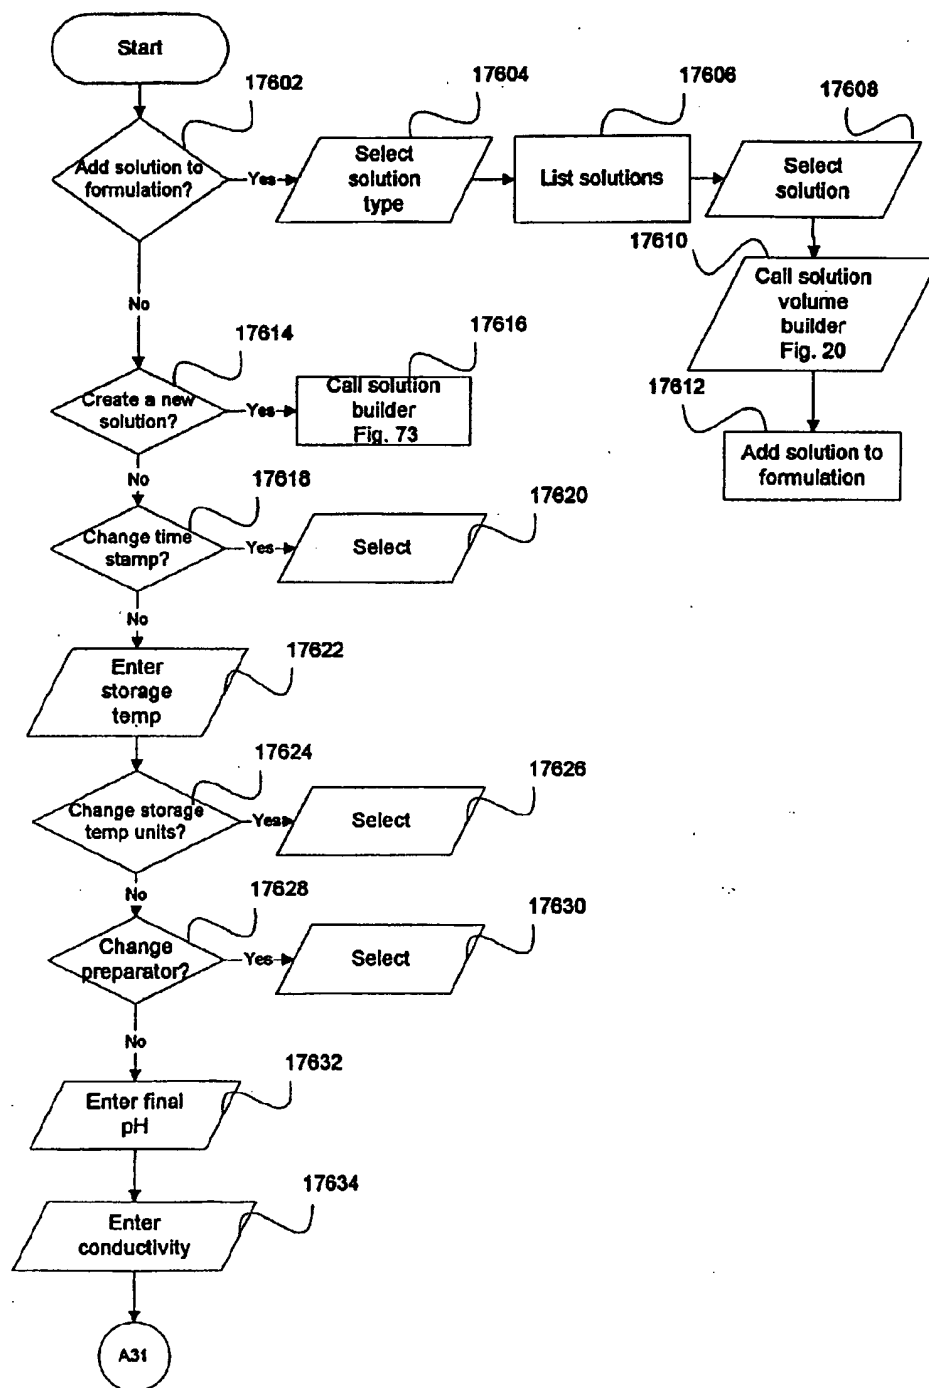 Start
17602
17604
17606
17608
Add solution to
formulation?
Yes
Select
solution
type
List solutions
Select
solution
17610
Call solution
volume
builder
Fig. 20
No
17612
Add solution to
formulation
17614
17616
Create a new
solution?
Yes
Call solution
builder
Fig. 73
No
17618
17620
Change time
stamp?
Yes
Select
No
17622
Enter
storage
temp
17624
17626
Change storage
temp units?
Yes
Select
No
17628
17630
Change
preparator?
Yes
Select
No
17632
Enter final
pH
17634
Enter
conductivity
A31